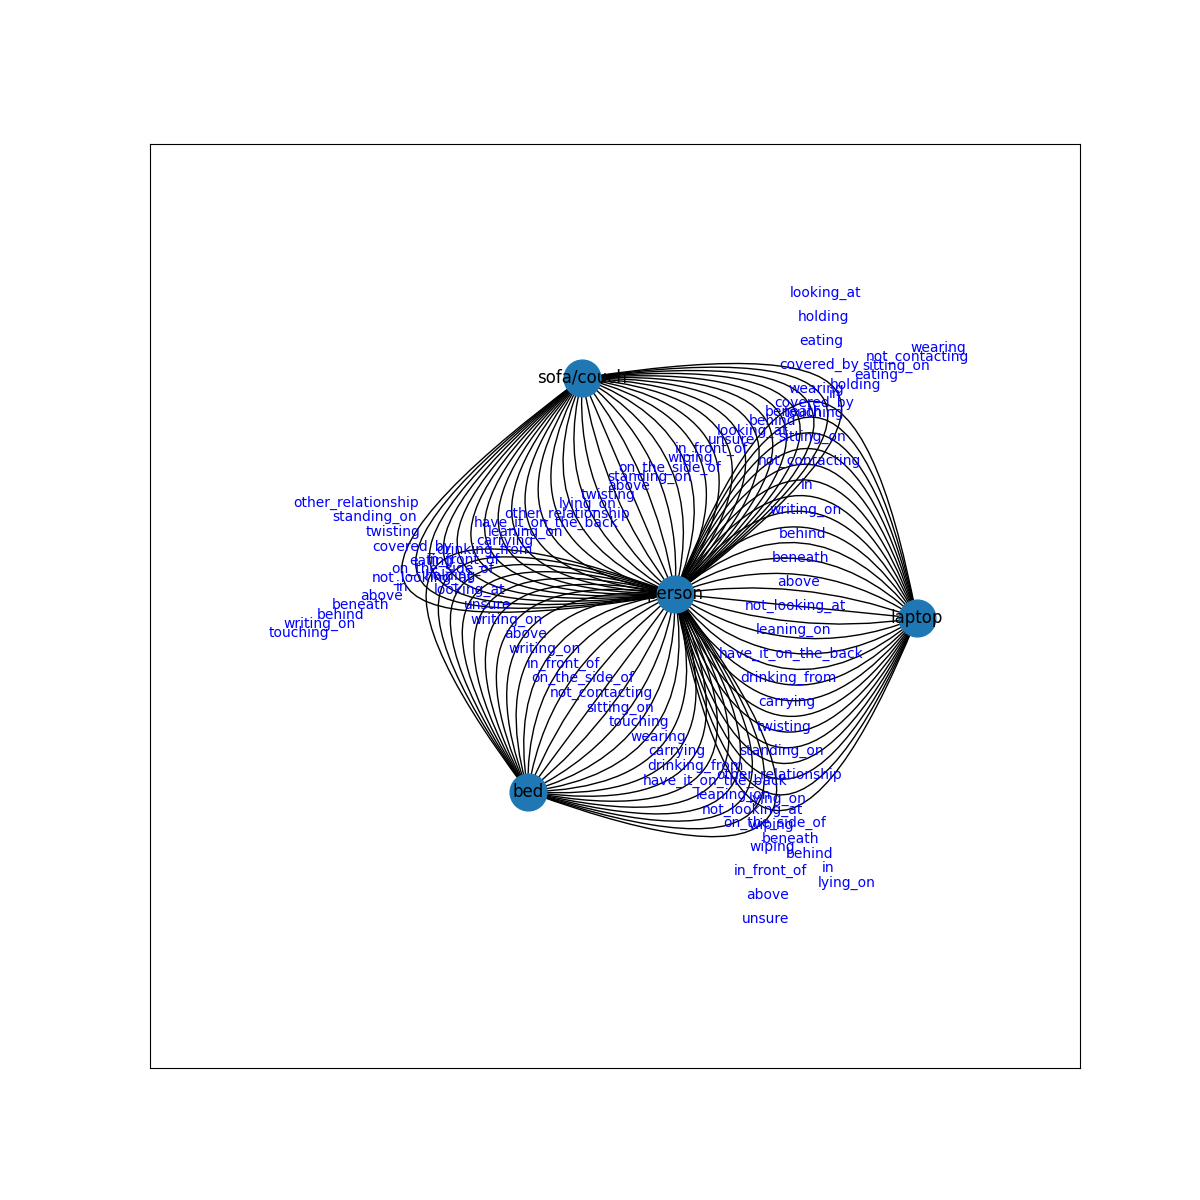 looking_at
holding
eating
wearing
not_contacting
covered_by
sitting_on
eating
sofa/couch
holding
wearing
in
covered_by
beneath
touching
behind
looking_at
sitting_on
unsure
in_front_of
wiping
not_contacting
on_the_side_of
standing_on
above
in
twisting
other_relationship
lying_on
writing_on
other_relationship
standing_on
have_it_on_the_back
twisting
leaning_on
behind
carrying
covered_by
drinking_from
beneath
eating
in_front_of
on_the_side_of
not_looking_at
above
in
looking_at
person
above
beneath
unsure
not_looking_at
behind
writing_on
laptop
writing_on
touching
above
leaning_on
writing_on
have_it_on_the_back
in_front_of
on_the_side_of
drinking_from
not_contacting
carrying
sitting_on
touching
twisting
wearing
carrying
standing_on
drinking_from
other_relationship
have_it_on_the_back
bed
leaning_on
lying_on
not_looking_at
on_the_side_of
wiping
beneath
wiping
behind
in
in_front_of
lying_on
above
unsure